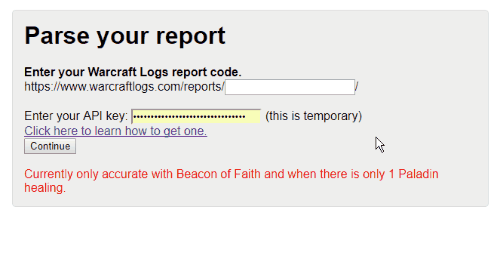 Parse your report
Enter your Warcraft Logs report code.
https://www.warcraftlogs.com/reports/ /
Enter your API key: •••••••••••••••••••••••••••••••• (this is temporary)
Click here to learn how to get one.
Continue
Currently only accurate with Beacon of Faith and when there is only 1 Paladin
healing.